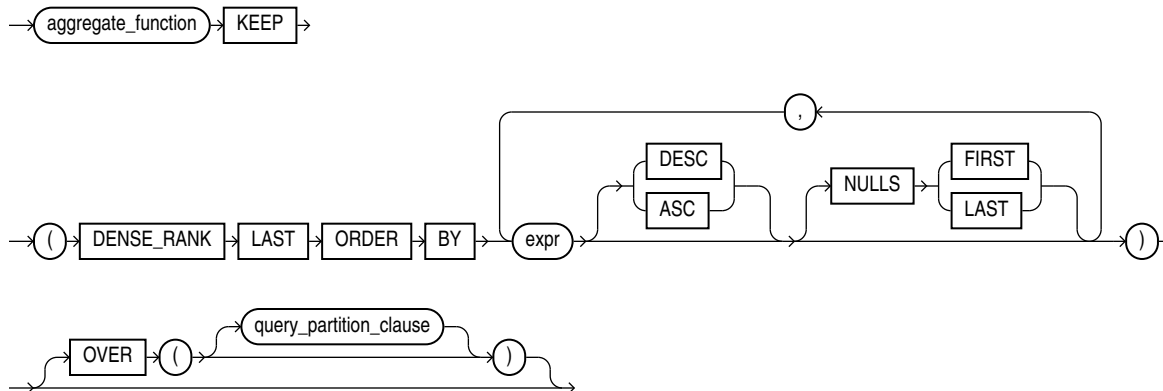 aggregate_function KEEP
,
DESC FIRST
NULLS
ASC LAST
( DENSE_RANK LAST ORDER BY expr )
query_partition_clause
OVER ( )